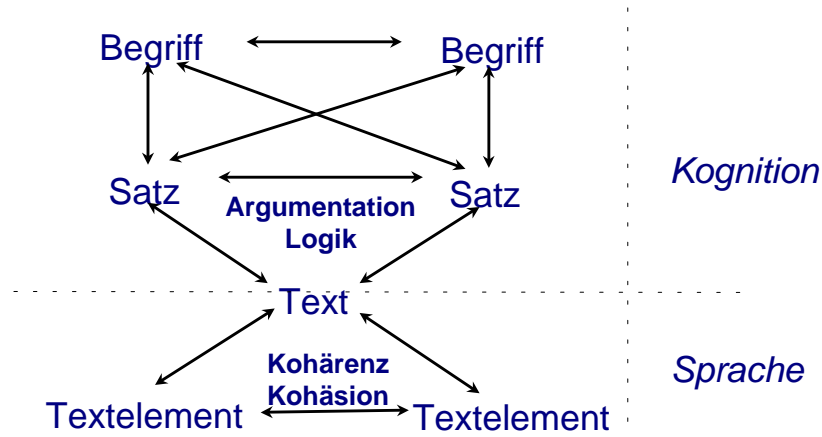 Begriff
Begriff
Satz
Satz
Kognition
Argumentation
Logik
Text
Kohärenz
Kohäsion
Sprache
Textelement
Textelement